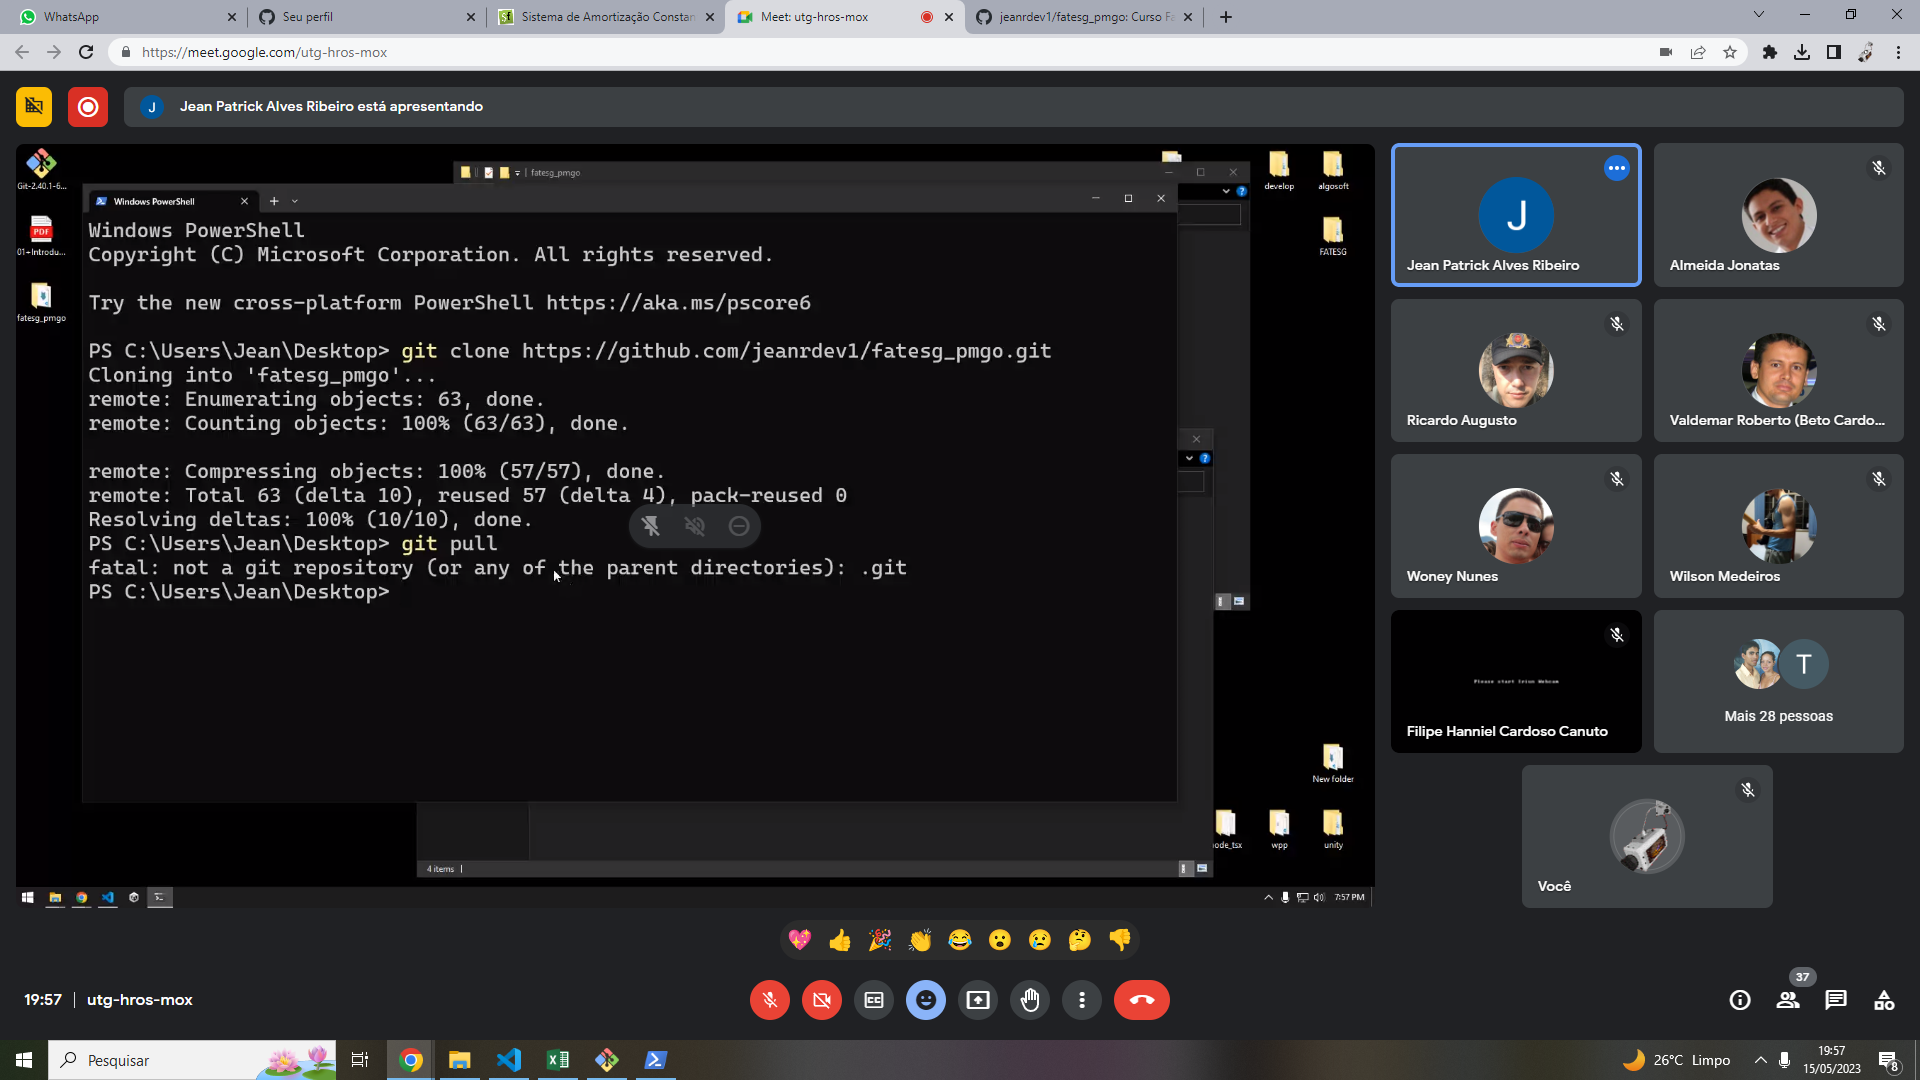 WhatsApp
Seu perfil
Sistema de Amortização Constan
Meet: utg-hros-mox
jeanrdev1/fatesg_pmgo: Curso Fa
https://meet.google.com/utg-hros-mox
J
Jean Patrick Alves Ribeiro está apresentando
Git-2.40.1-6...
01-Introdu...
fatesg_pmgo
fatesg_pmgo
develop
algosoft
FATESG
Windows PowerShell
Windows PowerShell
Copyright (C) Microsoft Corporation. All rights reserved.
Try the new cross-platform PowerShell https://aka.ms/pscore6
PS C:\Users\Jean\Desktop> git clone https://github.com/jeanrdev1/fatesg_pmgo.git
Cloning into 'fatesg_pmgo'...
remote: Enumerating objects: 63, done.
remote: Counting objects: 100% (63/63), done.
remote: Compressing objects: 100% (57/57), done.
remote: Total 63 (delta 10), reused 57 (delta 4), pack-reused 0
Resolving deltas: 100% (10/10), done.
PS C:\Users\Jean\Desktop> git pull
fatal: not a git repository (or any of the parent directories): .git
PS C:\Users\Jean\Desktop>
New folder
node_tsx
wpp
unity
4 items
7:57 PM
J
Jean Patrick Alves Ribeiro
Almeida Jonatas
Ricardo Augusto
Valdemar Roberto (Beto Cardo...
Woney Nunes
Wilson Medeiros
Please start Iriun Webcam
Filipe Hanniel Cardoso Canuto
T
Mais 28 pessoas
Você
19:57 | utg-hros-mox
37
Pesquisar
26°C Limpo
19:57
15/05/2023
8